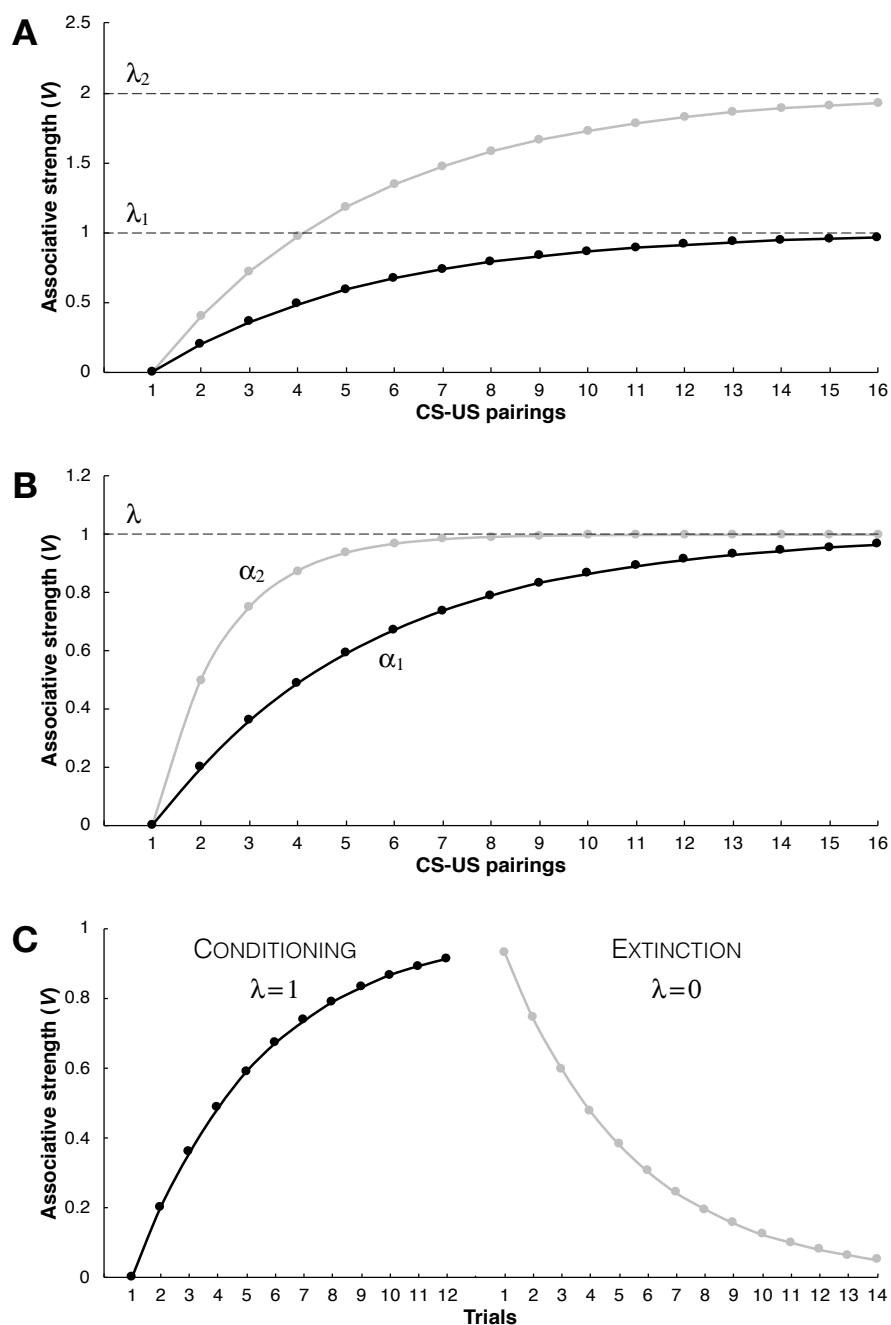 A
Associative strength (V)
2.5
λ2
2
1.5
λ1
1
0.5
0
1 2 3 4 5 6 7 8 9 10 11 12 13 14 15 16
CS-US pairings
B
Associative strength (V)
1.2
λ
1
α2
0.8
0.6
α1
0.4
0.2
0
1 2 3 4 5 6 7 8 9 10 11 12 13 14 15 16
CS-US pairings
C
Associative strength (V)
1
CONDITIONING EXTINCTION
λ=1 λ=0
0.8
0.6
0.4
0.2
0
1 2 3 4 5 6 7 8 9 10 11 12 1 2 3 4 5 6 7 8 9 10 11 12 13 14
Trials